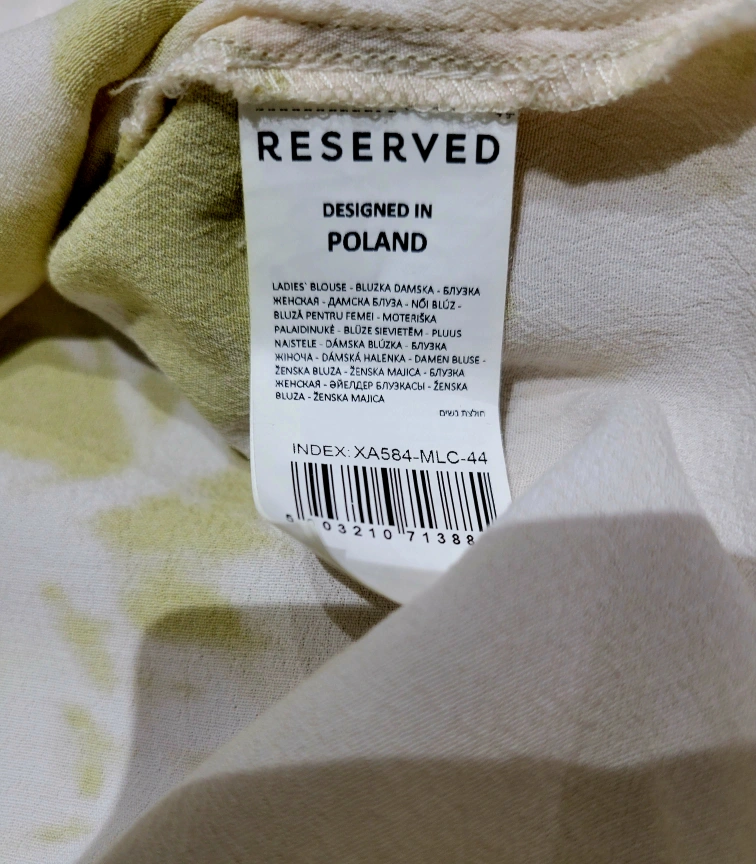 RESERVED
DESIGNED IN
POLAND
LADIES' BLOUSE - BLUZKA DAMSKA - БЛУЗКА
ЖЕНСКАЯ - ДАМСКА БЛУЗА - NŐI BLÚZ -
BLUZĂ PENTRU FEMEI - MOTERIŠKA
PALAIDINUKĖ - BLŪZE SIEVIETĒM - PLUUS
NAISTELE - DÁMSKA BLÚZKA - БЛУЗКА
ЖІНОЧА - DÁMSKÁ HALENKA - DAMEN BLUSE -
ŽENSKA BLUZA - ŽENSKA MAJICA - БЛУЗКА
ЖЕНСКАЯ - ӘЙЕЛДЕР БЛУЗКАСЫ - ŽENSKA
BLUZA - ŽENSKA MAJICA
חולצת נשים
INDEX: XA584-MLC-44
03210 71388